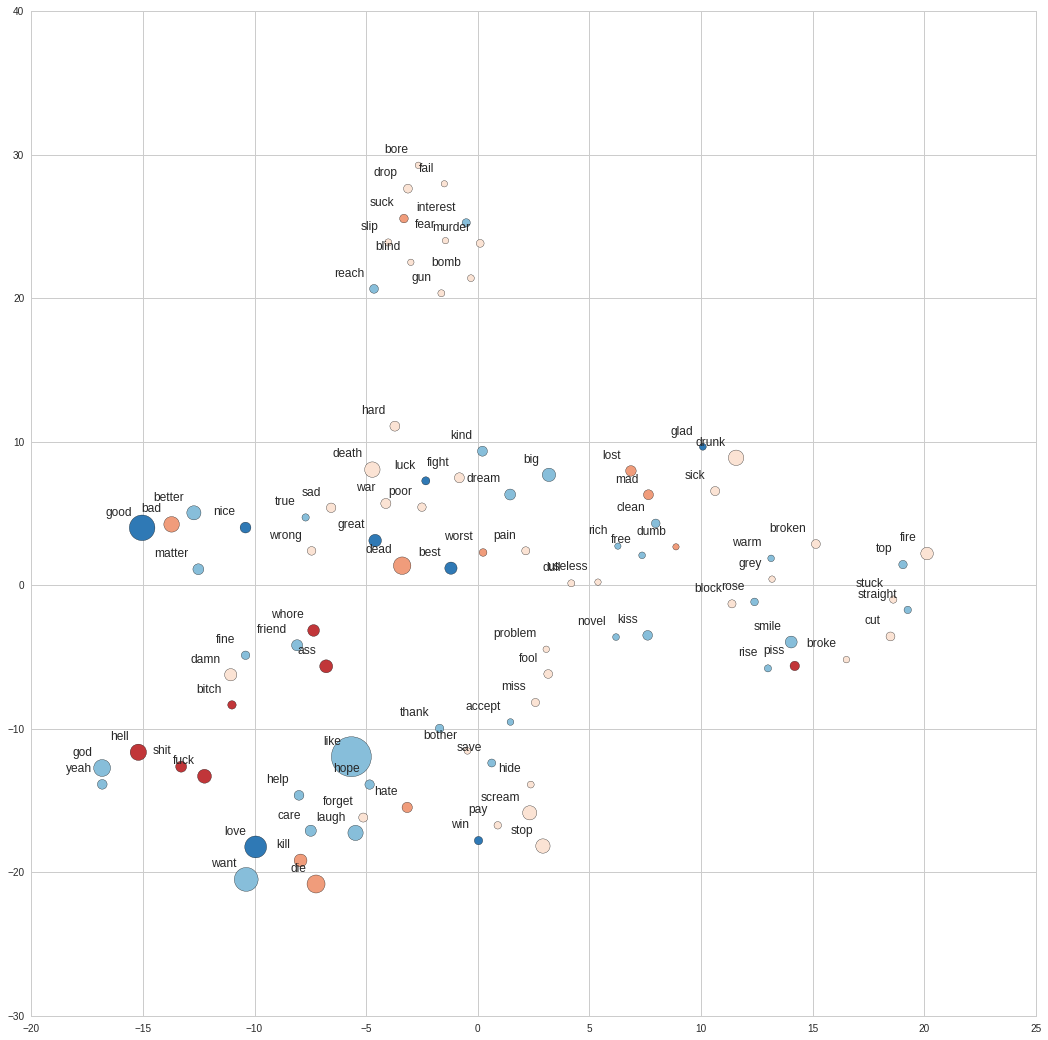 40
30
20
10
0
−10
−20
−30
−20
−15
−10
−5
0
5
10
15
20
25
bore
fail
drop
suck
interest
slip
fear
murder
blind
bomb
reach
gun
hard
kind
glad
drunk
death
luck
fight
big
lost
dream
mad
sick
better
war
poor
sad
true
good
bad
nice
clean
great
wrong
worst
pain
rich
free
dumb
broken
fire
matter
dead
best
warm
top
useless
grey
block
rose
stuck
straight
whore
friend
novel
kiss
smile
cut
fine
ass
problem
rise
piss
broke
damn
fool
bitch
miss
accept
thank
hell
god
yeah
shit
fuck
like
bother
save
hope
hide
help
hate
forget
scream
care
laugh
pay
love
win
stop
kill
want
die